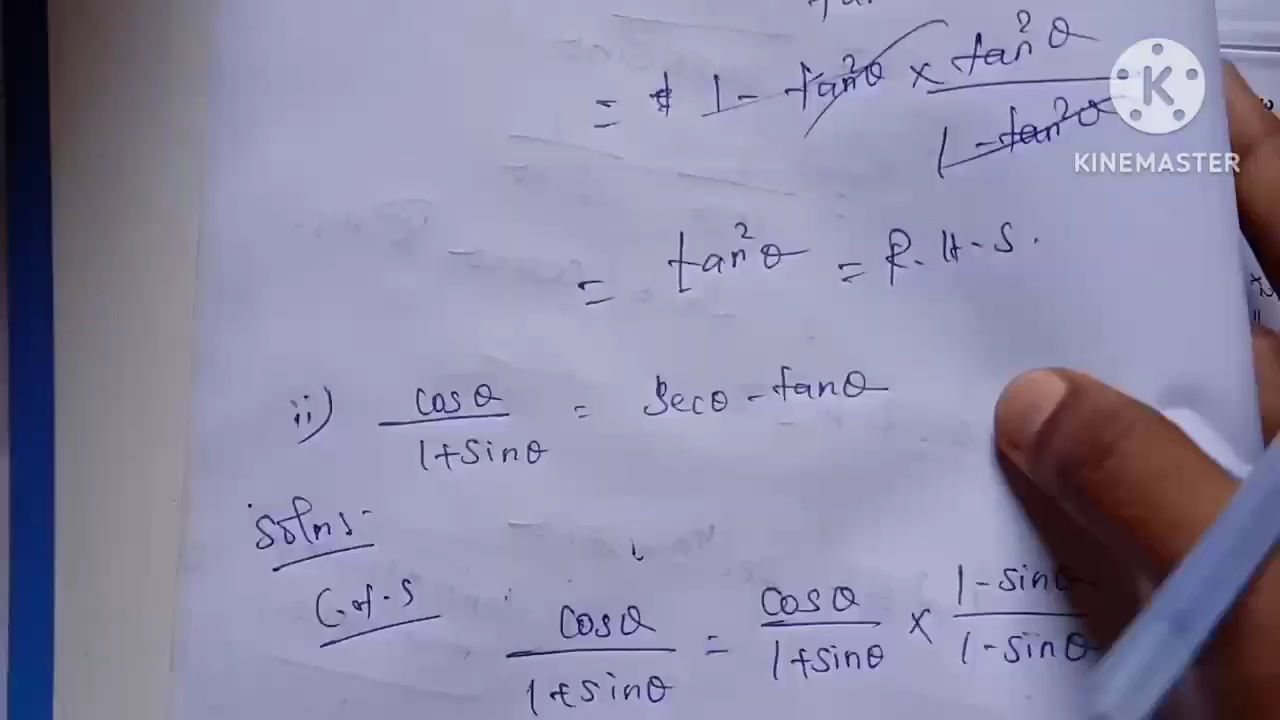 = 1 - tan²θ × tan²θ / 1 - tan²θ
KINEMASTER
= tan²θ = R.H.S.
ii) cosθ / 1+sinθ = secθ - tanθ
Solns:-
cosθ / 1+sinθ = cosθ / 1+sinθ × 1-sinθ / 1-sinθ